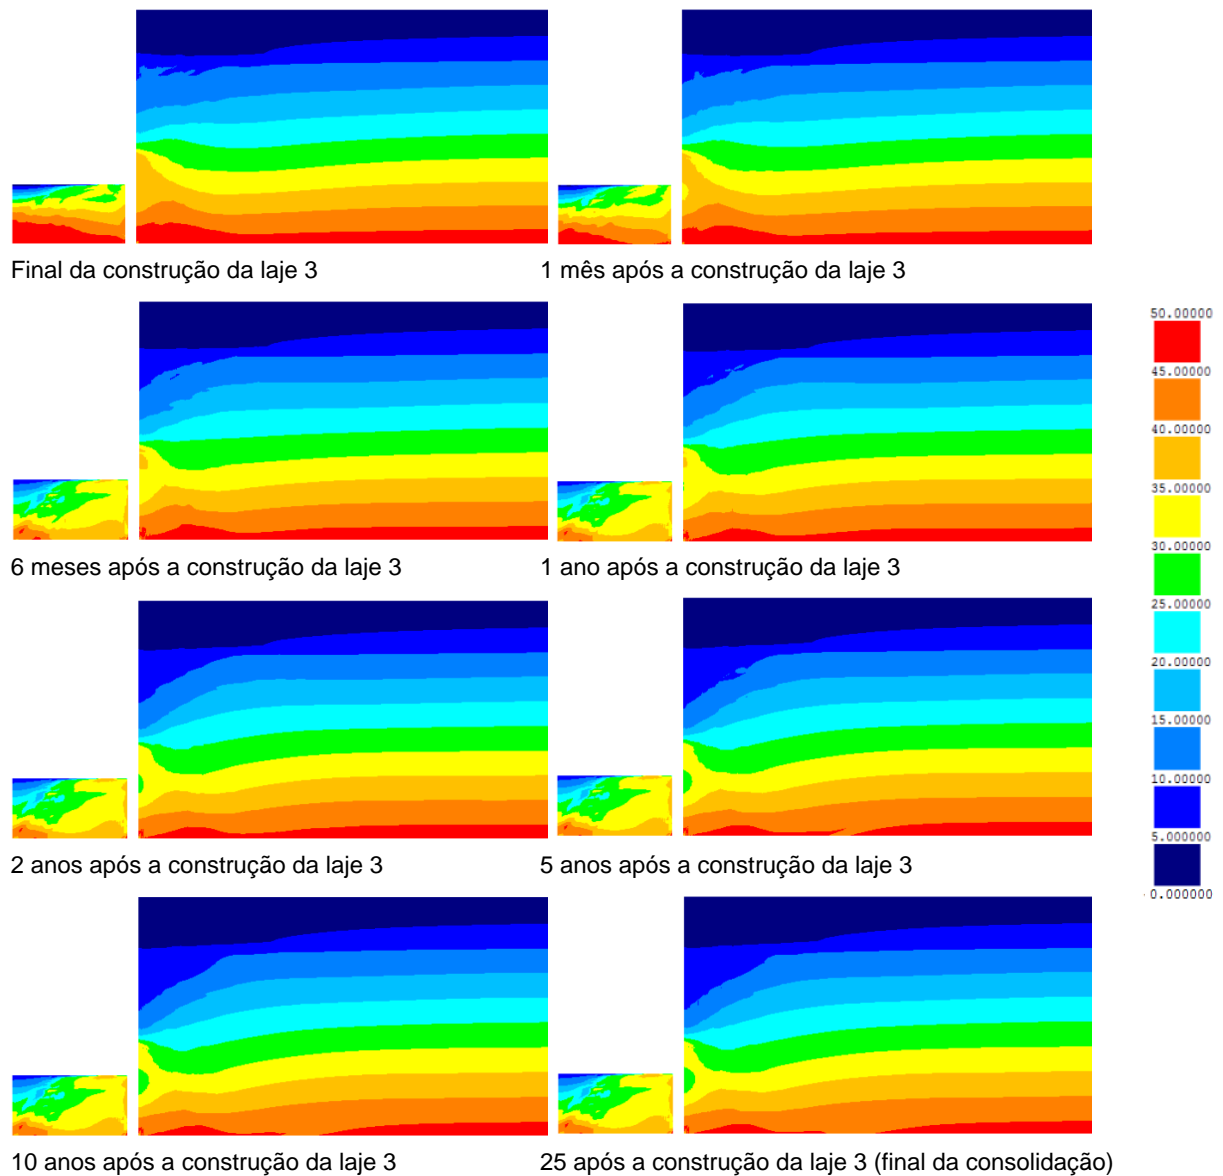 Final da construção da laje 3
1 mês após a construção da laje 3
50.00000
45.00000
40.00000
35.00000
30.00000
25.00000
20.00000
15.00000
10.00000
5.000000
0.000000
6 meses após a construção da laje 3
1 ano após a construção da laje 3
2 anos após a construção da laje 3
5 anos após a construção da laje 3
10 anos após a construção da laje 3
25 após a construção da laje 3 (final da consolidação)